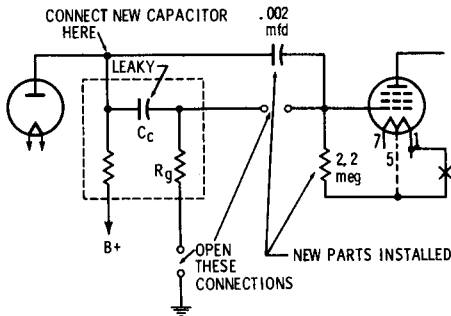 CONNECT NEW CAPACITOR
HERE
.002
mfd
LEAKY
Cc
Rg
B+
2.2
meg
7
5
1
OPEN
THESE
CONNECTIONS
NEW PARTS INSTALLED